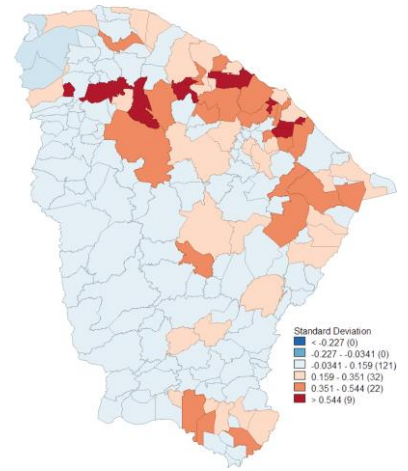 Standard Deviation
< -0.227 (0)
-0.227 - -0.0341 (0)
-0.0341 - 0.159 (121)
0.159 - 0.351 (32)
0.351 - 0.544 (22)
> 0.544 (9)